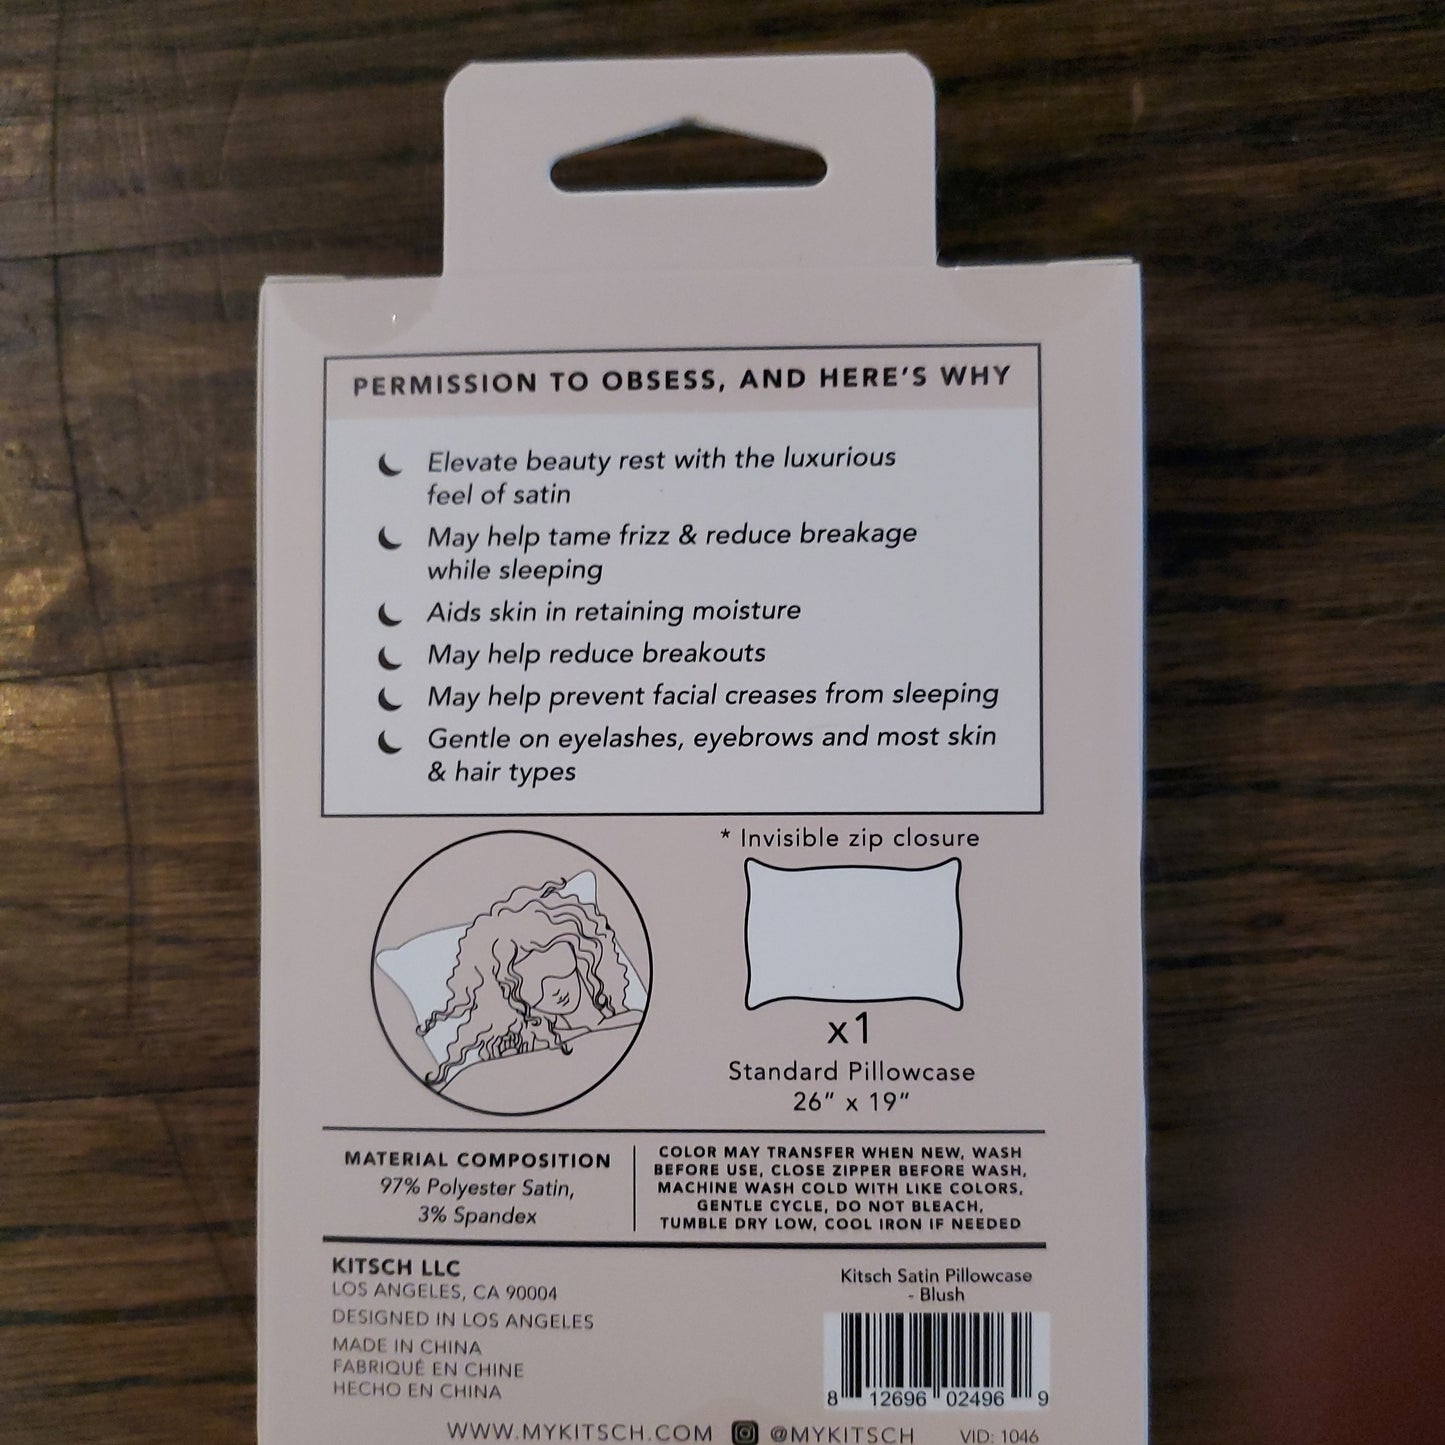 PERMISSION TO OBSESS, AND HERE'S WHY
Elevate beauty rest with the luxurious
feel of satin
May help tame frizz & reduce breakage
while sleeping
Aids skin in retaining moisture
May help reduce breakouts
May help prevent facial creases from sleeping
Gentle on eyelashes, eyebrows and most skin
& hair types
* Invisible zip closure
x1
Standard Pillowcase
26" x 19"
MATERIAL COMPOSITION
97% Polyester Satin,
3% Spandex
COLOR MAY TRANSFER WHEN NEW, WASH
BEFORE USE, CLOSE ZIPPER BEFORE WASH,
MACHINE WASH COLD WITH LIKE COLORS,
GENTLE CYCLE, DO NOT BLEACH,
TUMBLE DRY LOW, COOL IRON IF NEEDED
KITSCH LLC
LOS ANGELES, CA 90004
DESIGNED IN LOS ANGELES
MADE IN CHINA
FABRIQUÉ EN CHINE
HECHO EN CHINA
Kitsch Satin Pillowcase
- Blush
8 12696 02496 9
WWW.MYKITSCH.COM @MYKITSCH VID: 1046